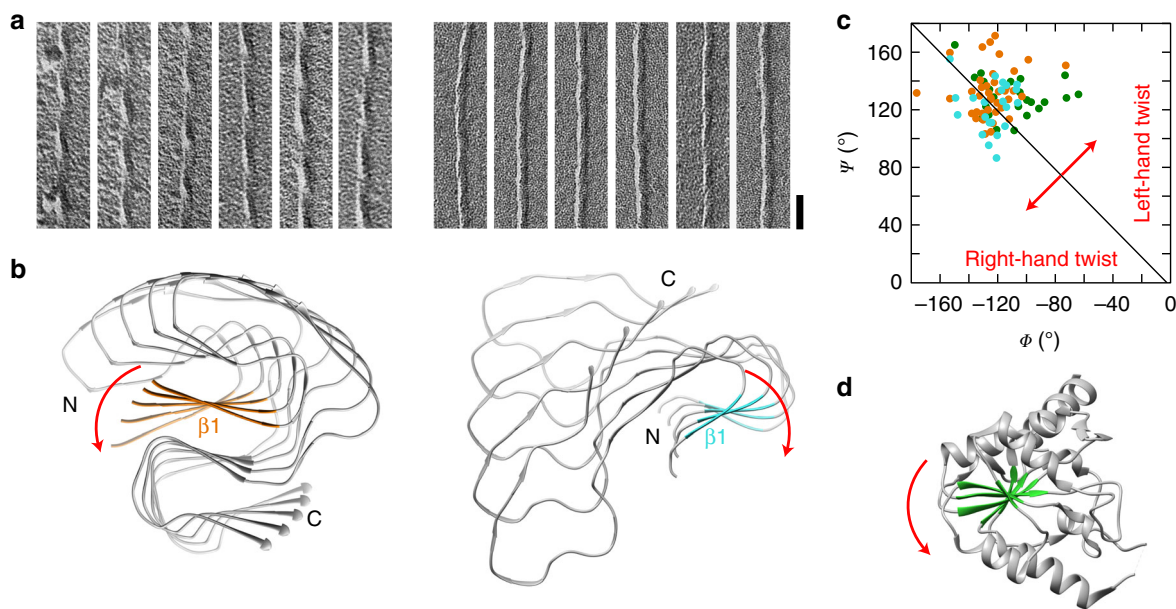 a
b
N
β1
C
C
N
β1
c
160
120
80
40
0
−160
−120
−80
−40
0
Ψ (°)
Φ (°)
Left-hand twist
Right-hand twist
d